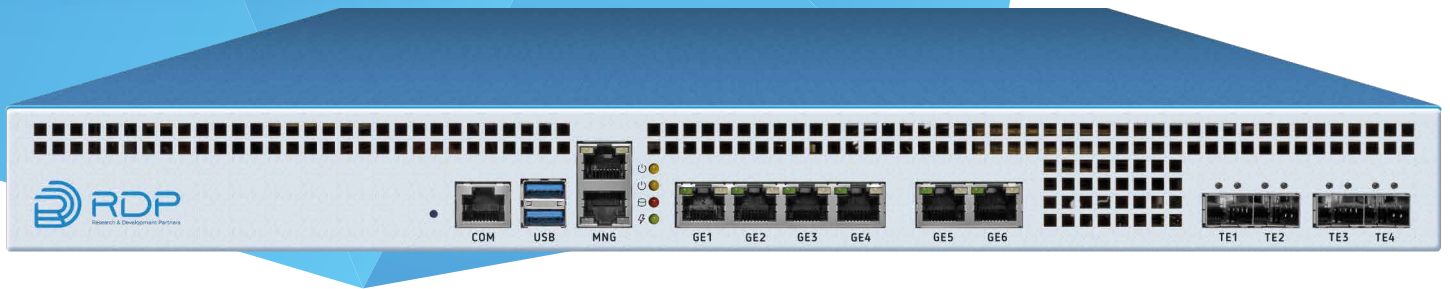 RDP
Research & Development Partners
COM USB MNG GE1 GE2 GE3 GE4 GE5 GE6 TE1 TE2 TE3 TE4